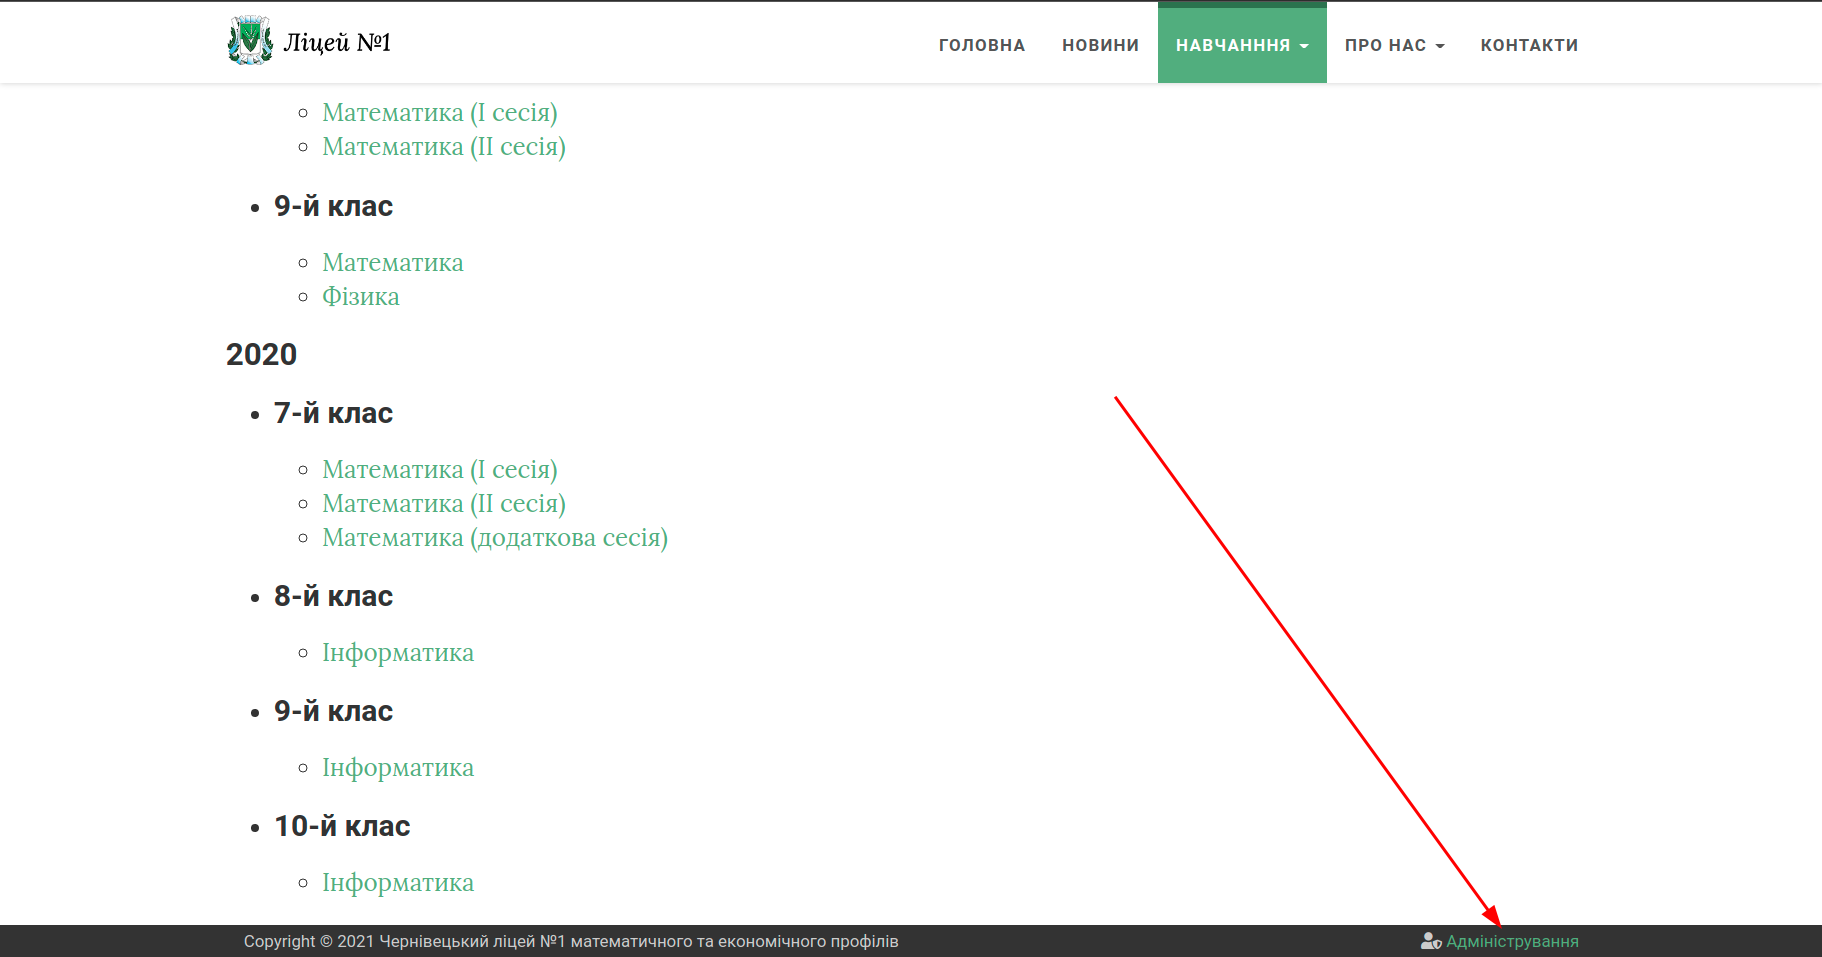 Ліцей №1
ГОЛОВНА НОВИНИ НАВЧАНННЯ ПРО НАС КОНТАКТИ
Математика (І сесія)
Математика (ІІ сесія)
9-й клас
Математика
Фізика
2020
7-й клас
Математика (І сесія)
Математика (ІІ сесія)
Математика (додаткова сесія)
8-й клас
Інформатика
9-й клас
Інформатика
10-й клас
Інформатика
Copyright © 2021 Чернівецький ліцей №1 математичного та економічного профілів
Адміністрування